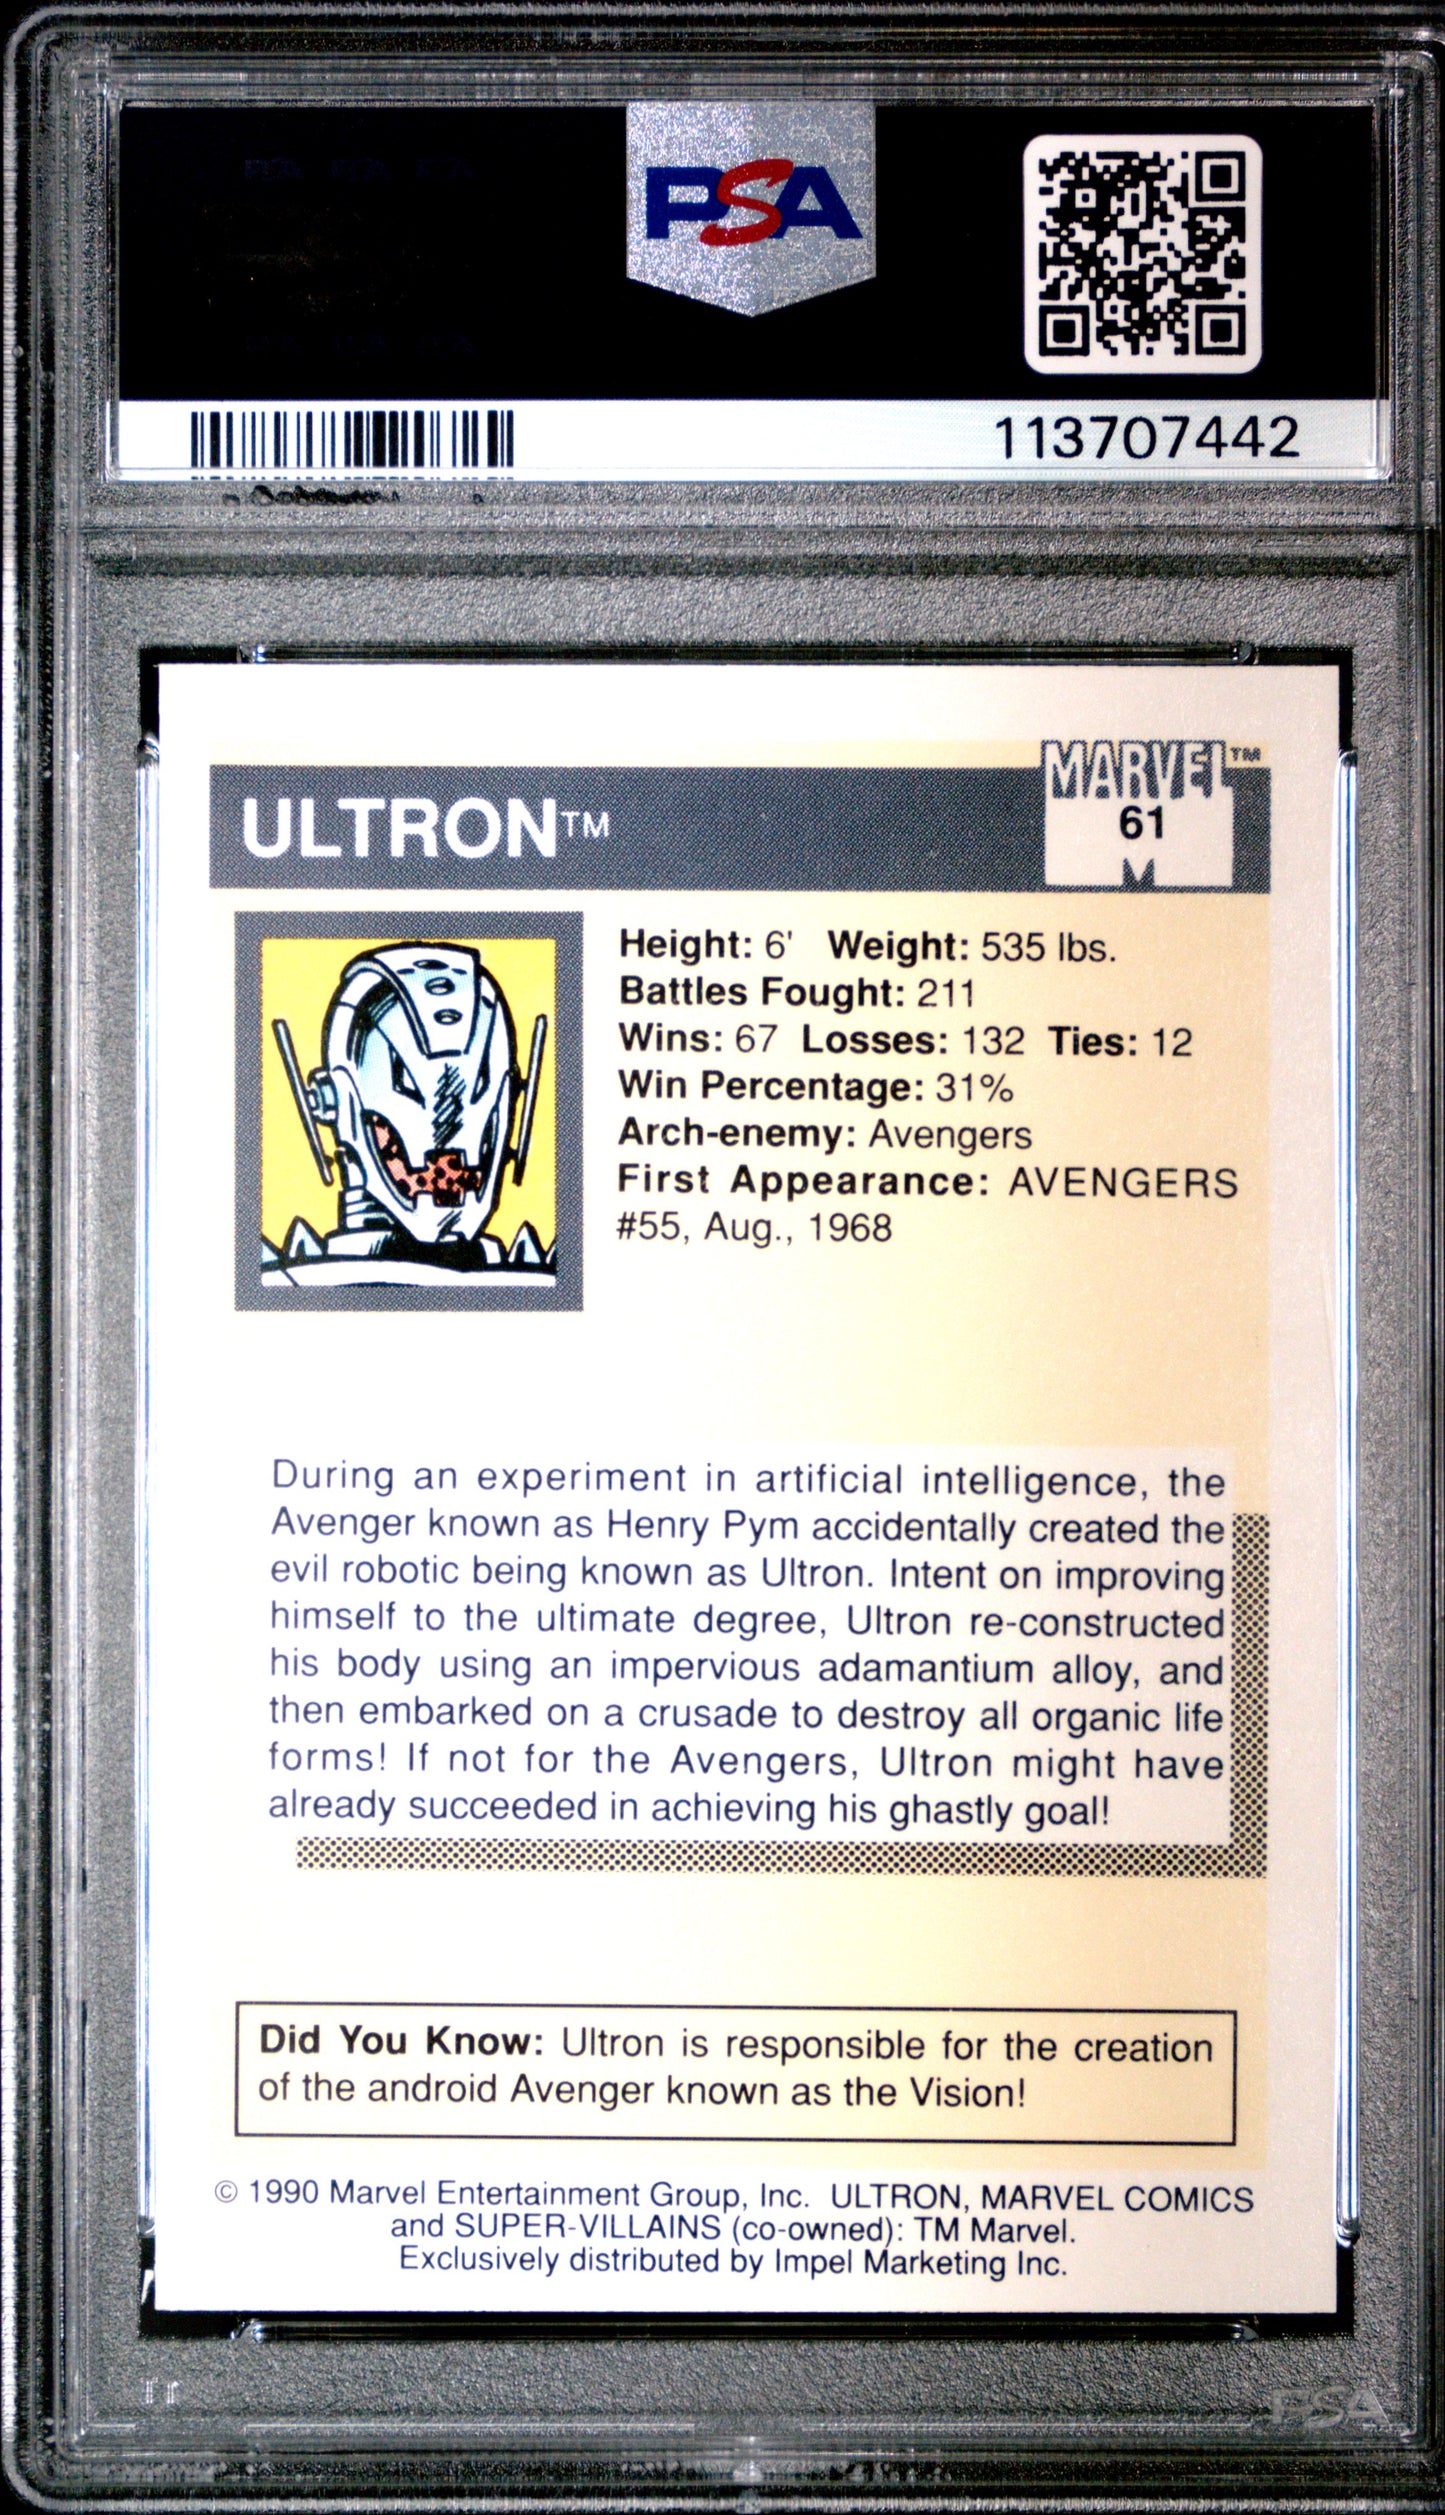 PSA
113707442
ULTRON™
MARVEL™
61
Height: 6' Weight: 535 lbs.
Battles Fought: 211
Wins: 67 Losses: 132 Ties: 12
Win Percentage: 31%
Arch-enemy: Avengers
First Appearance: AVENGERS
#55, Aug., 1968
During an experiment in artificial intelligence, the
Avenger known as Henry Pym accidentally created the
evil robotic being known as Ultron. Intent on improving
himself to the ultimate degree, Ultron re-constructed
his body using an impervious adamantium alloy, and
then embarked on a crusade to destroy all organic life
forms! If not for the Avengers, Ultron might have
already succeeded in achieving his ghastly goal!
Did You Know: Ultron is responsible for the creation
of the android Avenger known as the Vision!
© 1990 Marvel Entertainment Group, Inc. ULTRON, MARVEL COMICS
and SUPER-VILLAINS (co-owned): TM Marvel.
Exclusively distributed by Impel Marketing Inc.
PSA